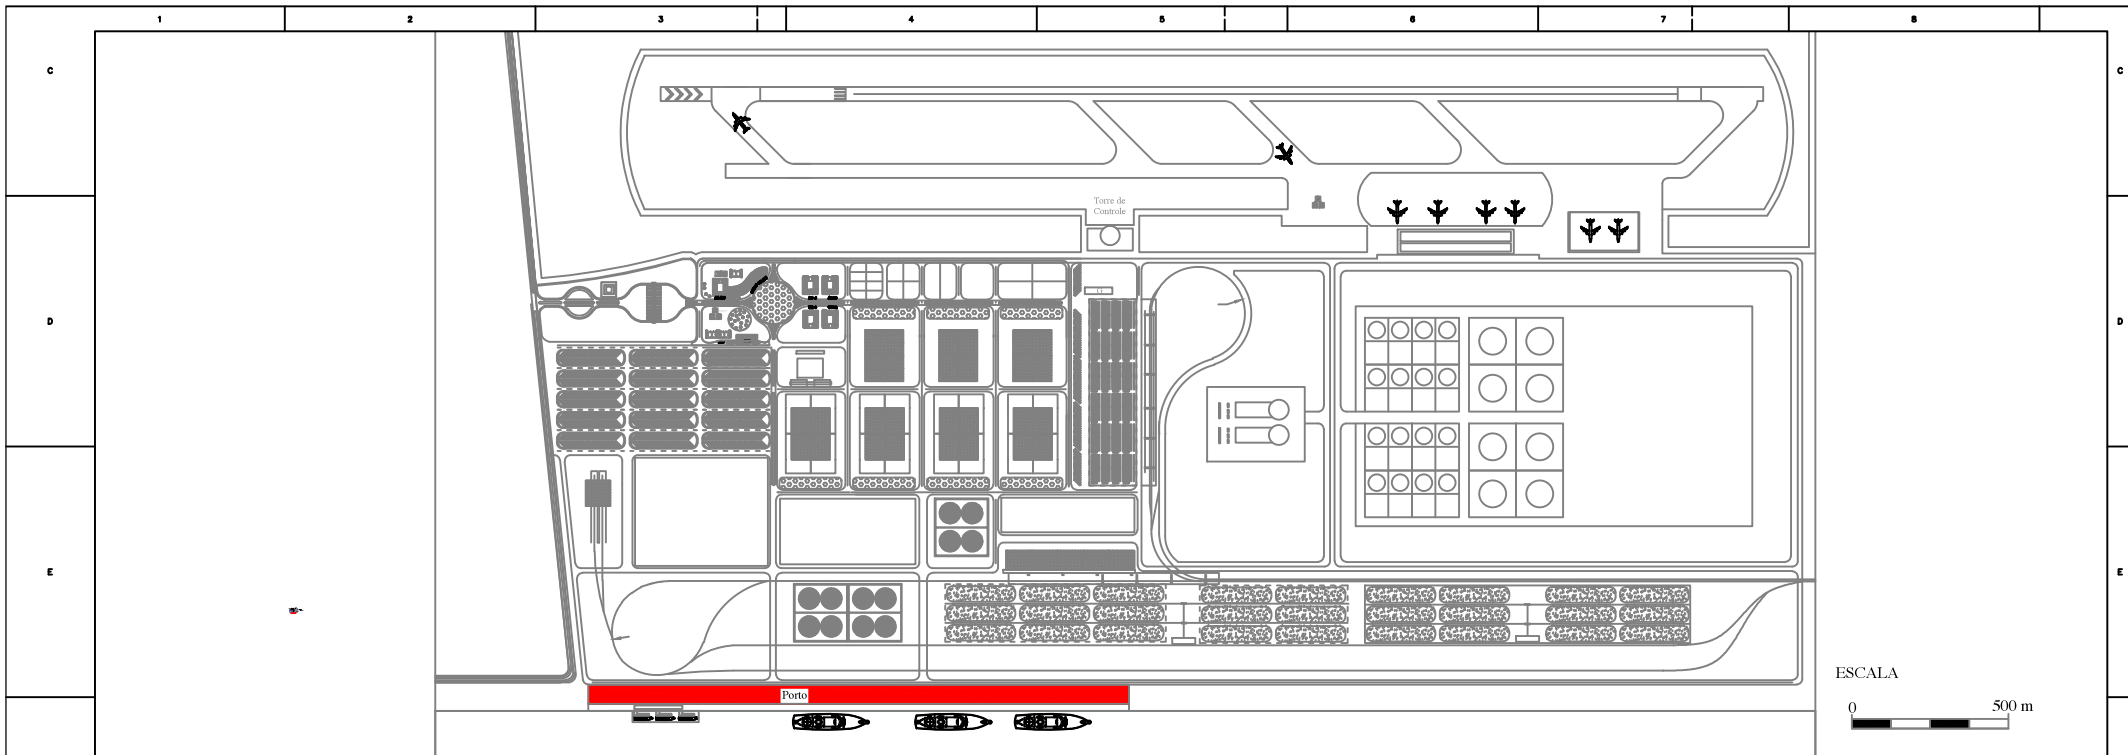 1 2 3 4 5 6 7 8
C C
Torre de
Controle
D D
E E
ESCALA
Porto
0 500 m